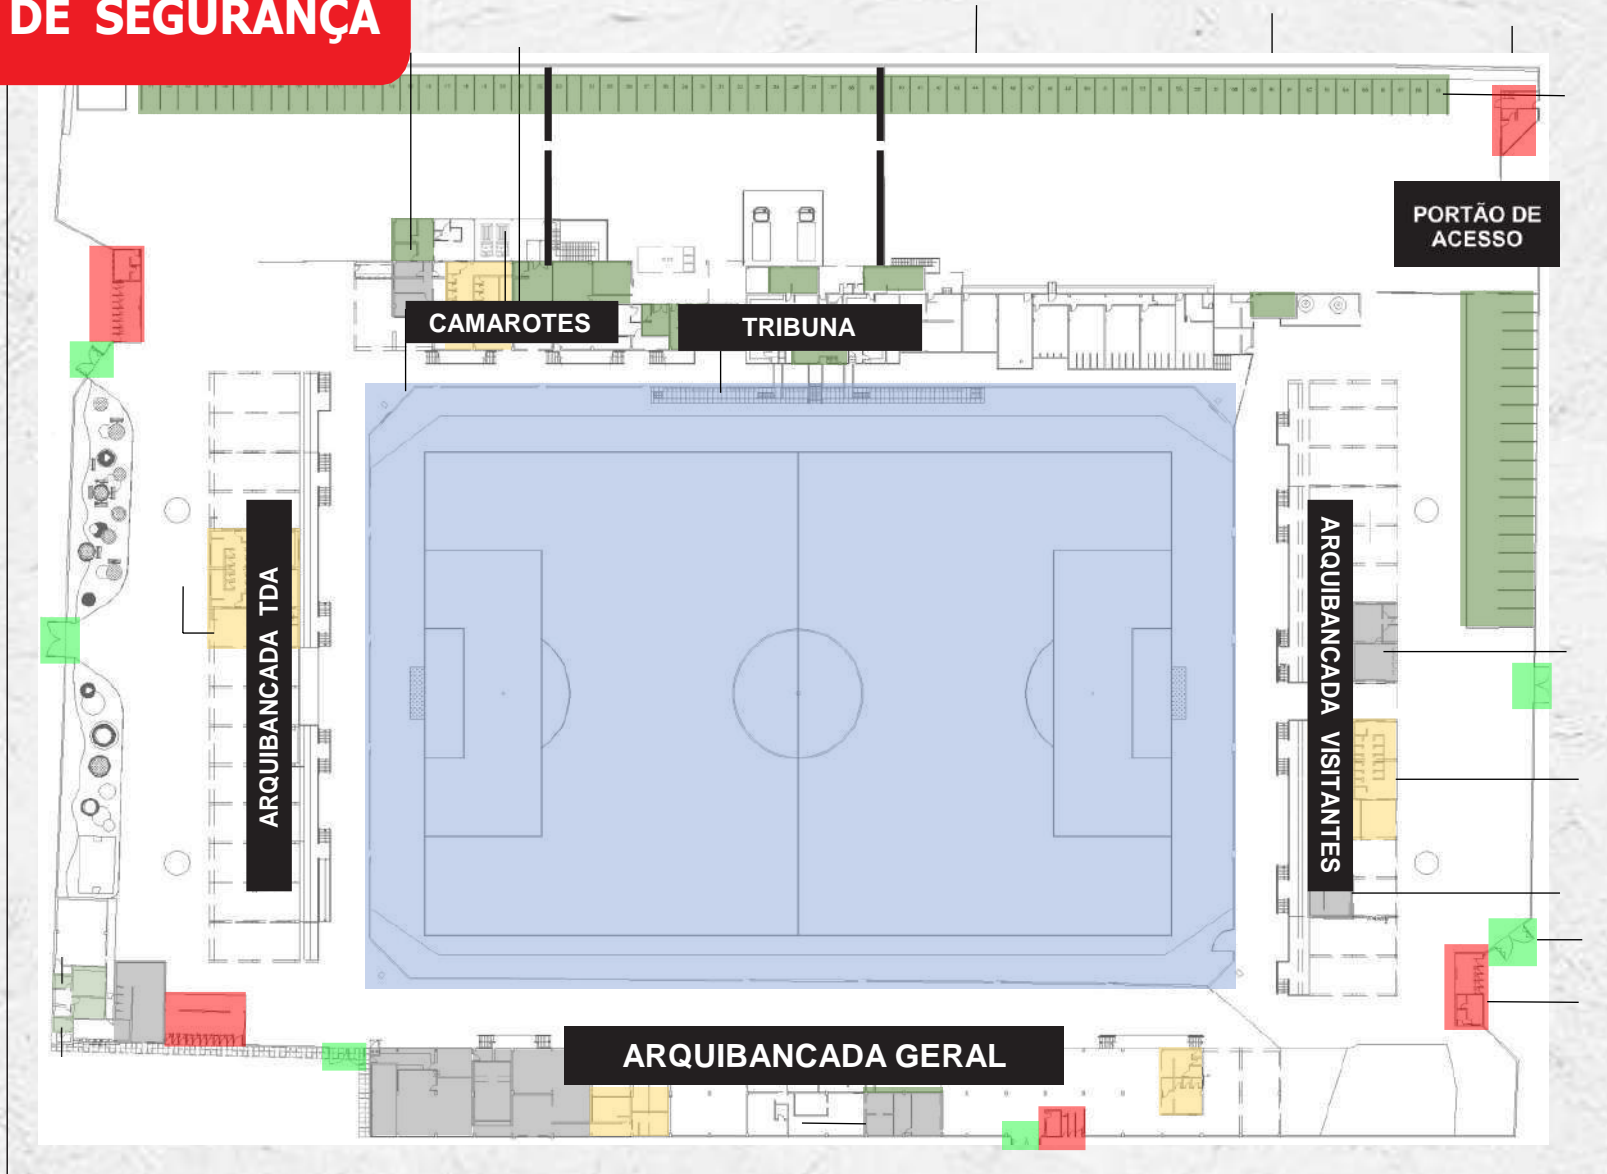 DE SEGURANÇA
PORTÃO DE
ACESSO
CAMAROTES
TRIBUNA
ARQUIBANCADA TDA
ARQUIBANCADA VISITANTES
ARQUIBANCADA GERAL